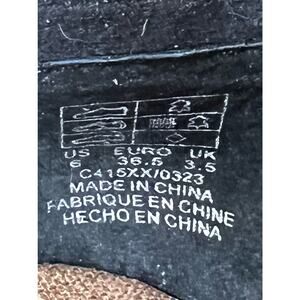 US EURO UK
6 36.5 3.5
C415XX/0323
MADE IN CHINA
FABRIQUE EN CHINE
HECHO EN CHINA